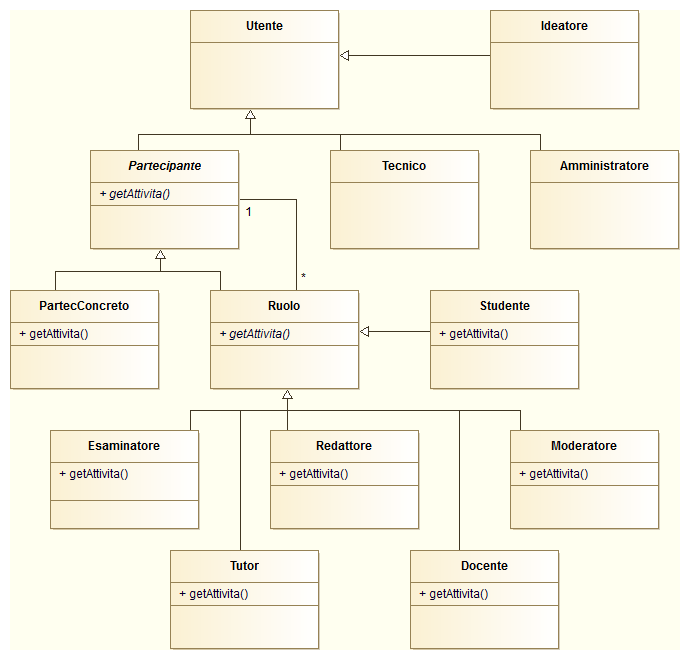 Utente
Ideatore
Partecipante
+ getAttivita()
Tecnico
Amministratore
1
*
PartecConcreto
+ getAttivita()
Ruolo
+ getAttivita()
Studente
+ getAttivita()
Esaminatore
+ getAttivita()
Redattore
+ getAttivita()
Moderatore
+ getAttivita()
Tutor
+ getAttivita()
Docente
+ getAttivita()